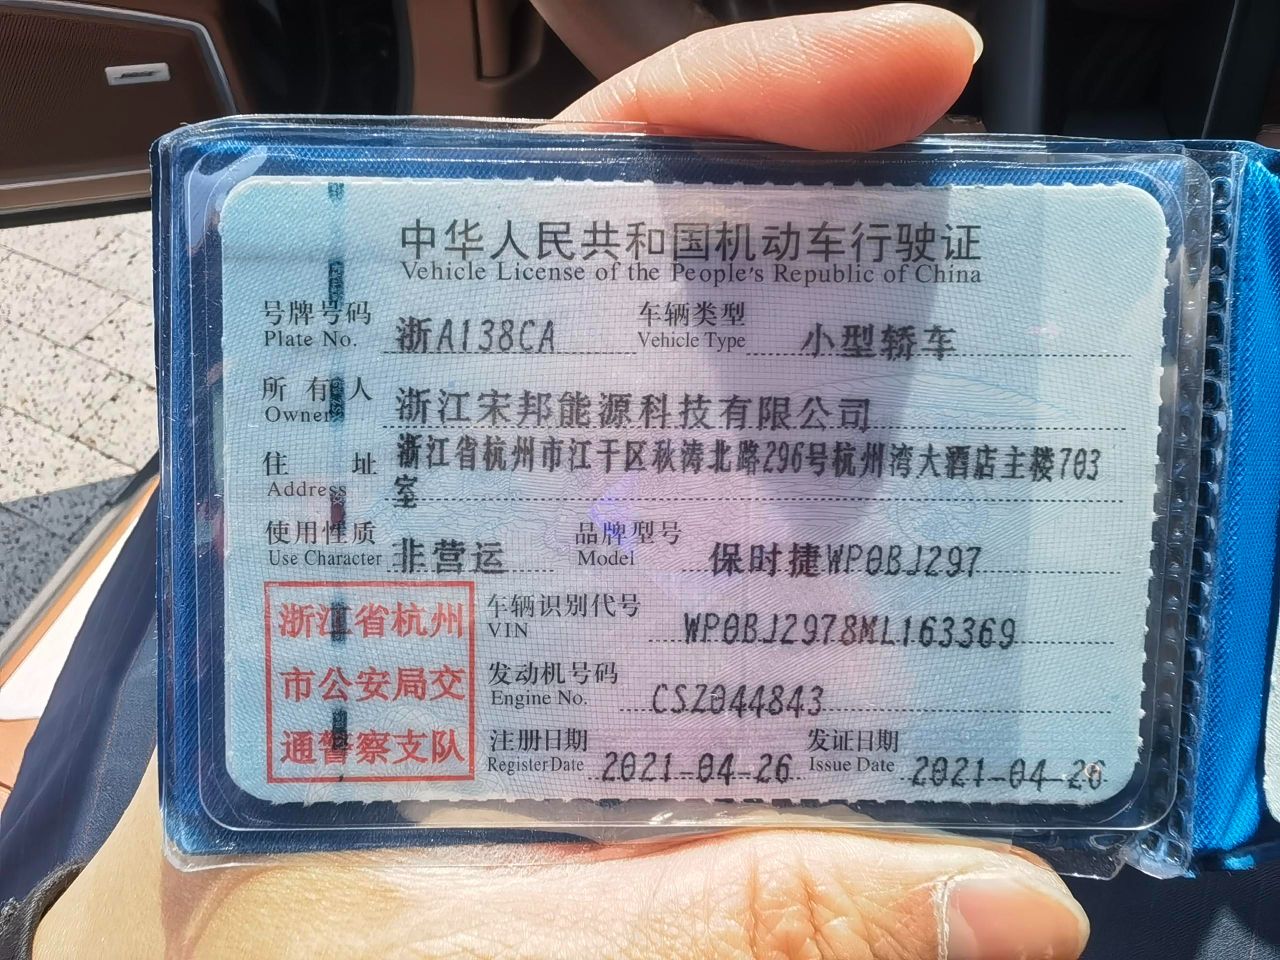 BOSE
中华人民共和国机动车行驶证
Vehicle License of the People's Republic of China
号牌号码 浙A138CA 车辆类型 小型轿车
Plate No. Vehicle Type
所有人 浙江宋邦能源科技有限公司
Owner
住址 浙江省杭州市江干区秋涛北路296号杭州湾大酒店主楼703
Address 室
使用性质 非营运 品牌型号 保时捷WP0BJ297
Use Character Model
车辆识别代号 WP0BJ2978ML163369
VIN
发动机号码 CSZ044843
Engine No.
注册日期 2021-04-26 发证日期 2021-04-26
Register Date Issue Date
浙江省杭州
市公安局交
通警察支队